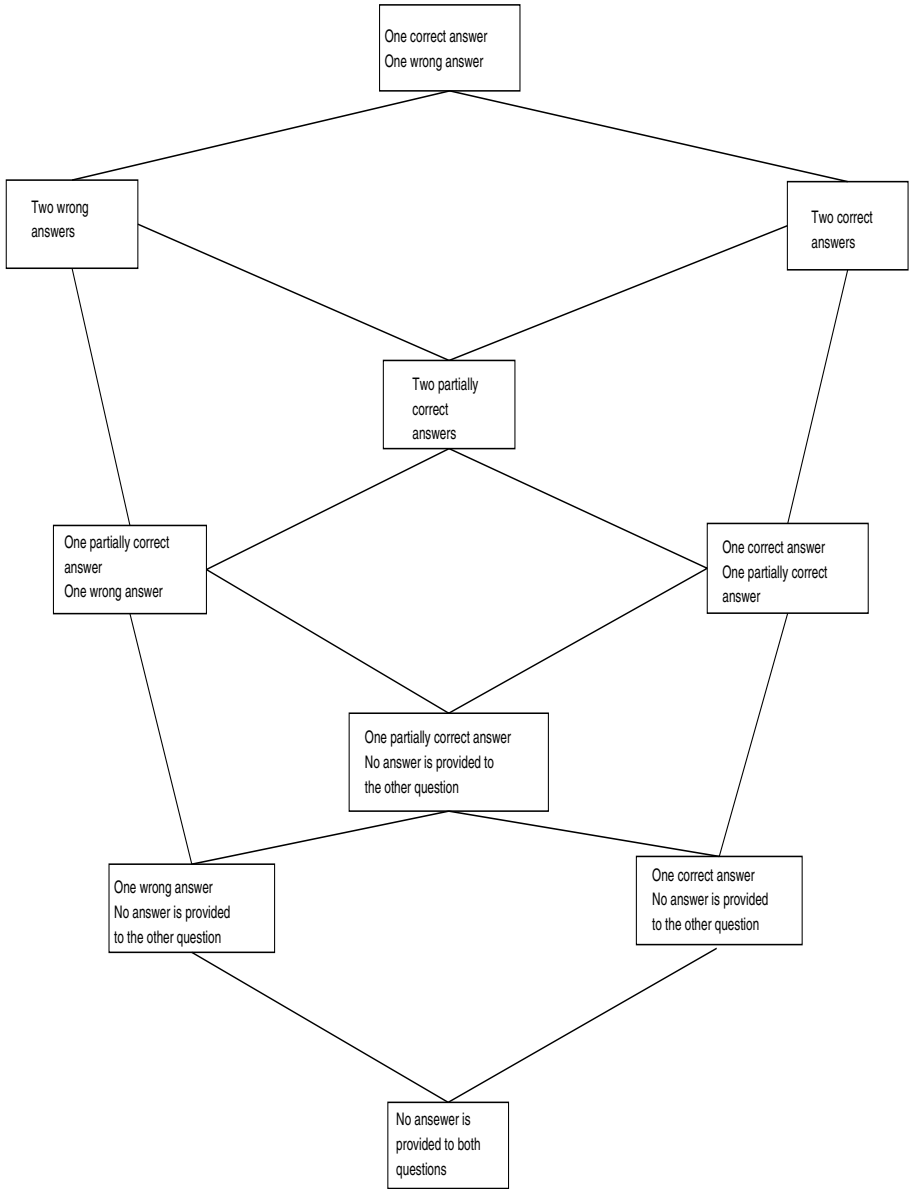 One correct answer
One wrong answer
Two wrong
answers
Two correct
answers
Two partially
correct
answers
One partially correct
answer
One wrong answer
One correct answer
One partially correct
answer
One partially correct answer
No answer is provided to
the other question
One wrong answer
No answer is provided
to the other question
One correct answer
No answer is provided
to the other question
No ansewer is
provided to both
questions